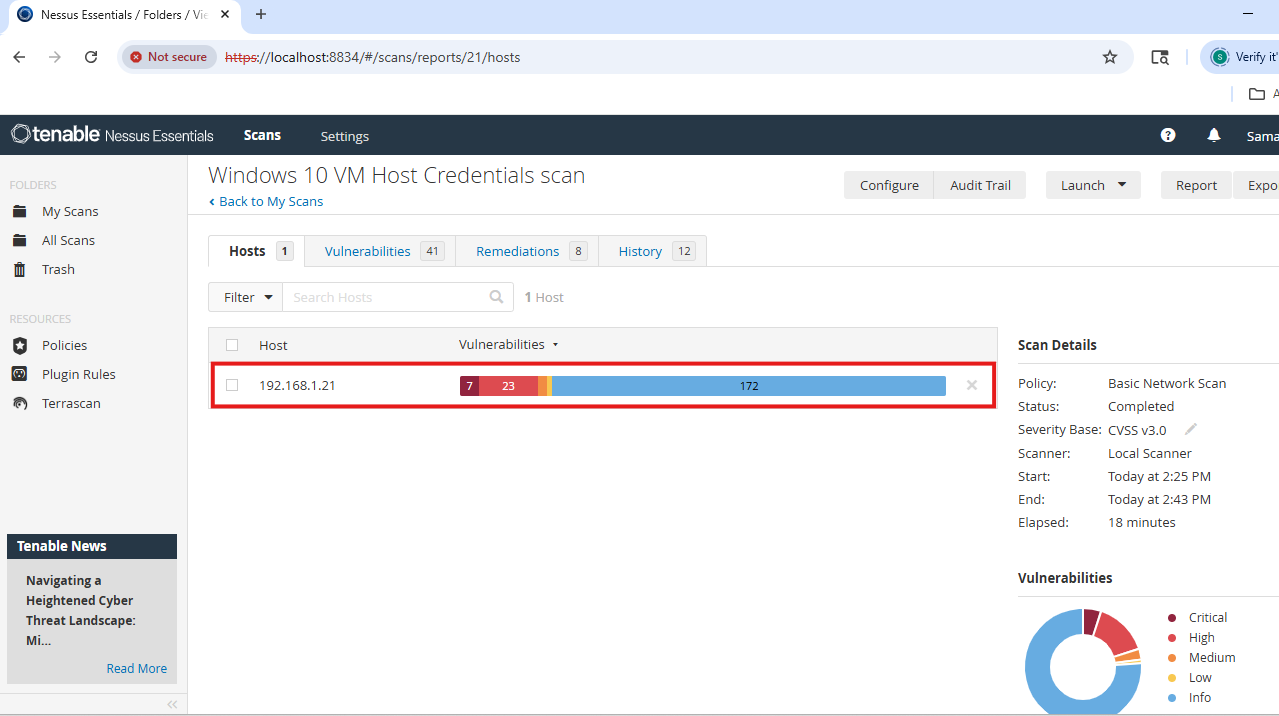 Nessus Essentials / Folders / Vie
Not secure
https://localhost:8834/#/scans/reports/21/hosts
S
Verify it'
A
tenable Nessus Essentials
Scans
Settings
?
Sama
FOLDERS
My Scans
All Scans
Trash
RESOURCES
Policies
Plugin Rules
Terrascan
Tenable News
Navigating a
Heightened Cyber
Threat Landscape:
Mi...
Read More
Windows 10 VM Host Credentials scan
Back to My Scans
Configure
Audit Trail
Launch
Report
Expo
Hosts 1
Vulnerabilities 41
Remediations 8
History 12
Filter
Search Hosts
1 Host
Host
Vulnerabilities
192.168.1.21
7
23
172
Scan Details
Policy: Basic Network Scan
Status: Completed
Severity Base: CVSS v3.0
Scanner: Local Scanner
Start: Today at 2:25 PM
End: Today at 2:43 PM
Elapsed: 18 minutes
Vulnerabilities
Critical
High
Medium
Low
Info